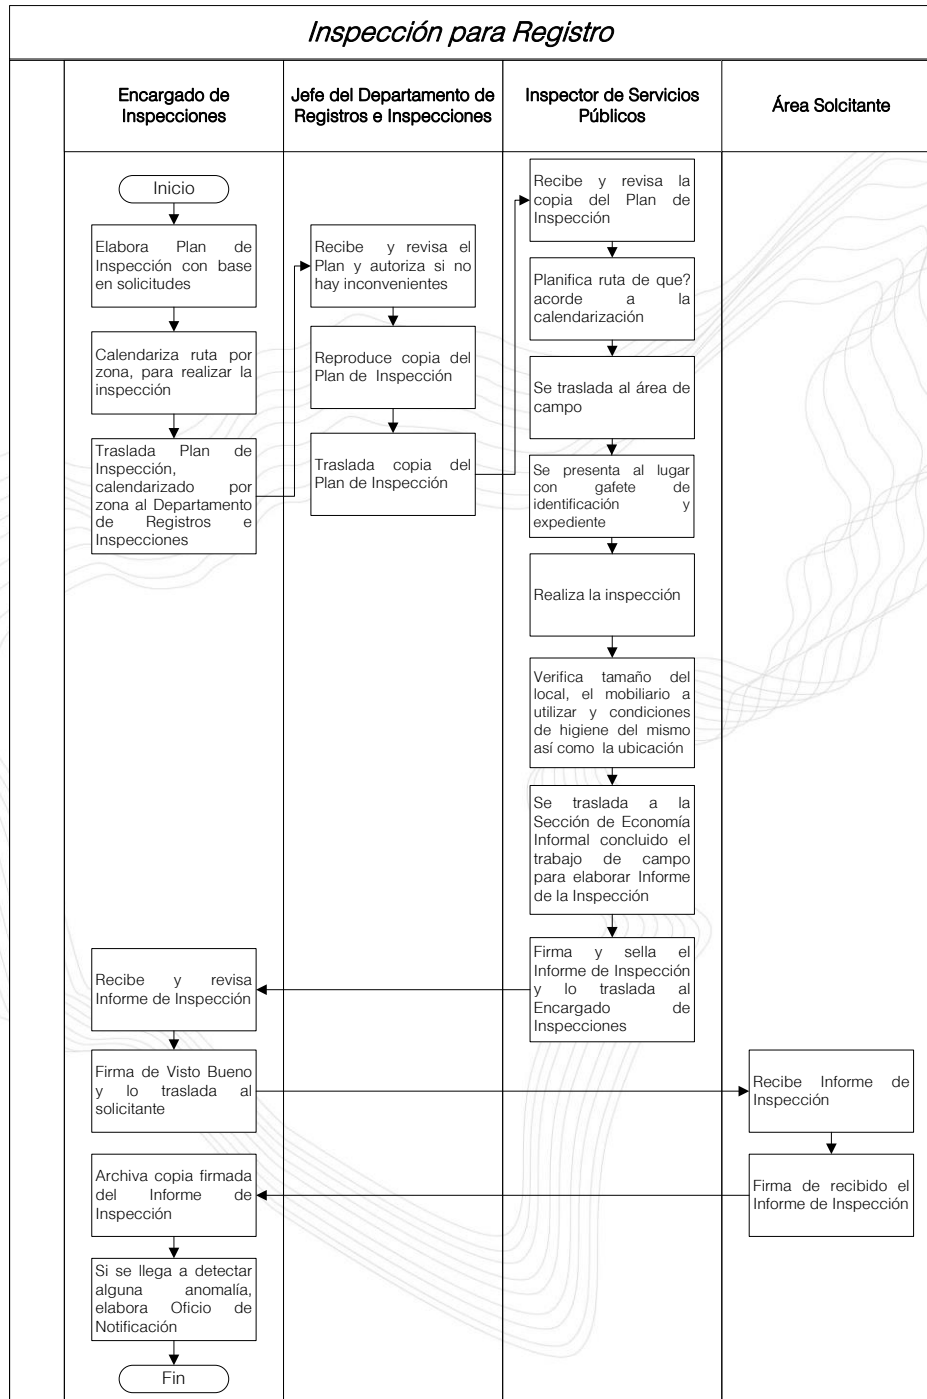 Inspección para Registro
Encargado de
Inspecciones
Jefe del Departamento de
Registros e Inspecciones
Inspector de Servicios
Públicos
Área Solcitante
Inicio
Elabora Plan de
Inspección con base
en solicitudes
Calendariza ruta por
zona, para realizar la
inspección
Traslada Plan de
Inspección,
calendarizado por
zona al Departamento
de Registros e
Inspecciones
Recibe y revisa el
Plan y autoriza si no
hay inconvenientes
Reproduce copia del
Plan de Inspección
Traslada copia del
Plan de Inspección
Recibe y revisa la
copia del Plan de
Inspección
Planifica ruta de que?
acorde a la
calendarización
Se traslada al área de
campo
Se presenta al lugar
con gafete de
identificación y
expediente
Realiza la inspección
Verifica tamaño del
local, el mobiliario a
utilizar y condiciones
de higiene del mismo
así como la ubicación
Se traslada a la
Sección de Economía
Informal concluido el
trabajo de campo
para elaborar Informe
de la Inspección
Firma y sella el
Informe de Inspección
y lo traslada al
Encargado de
Inspecciones
Recibe y revisa
Informe de Inspección
Firma de Visto Bueno
y lo traslada al
solicitante
Recibe Informe de
Inspección
Firma de recibido el
Informe de Inspección
Archiva copia firmada
del Informe de
Inspección
Si se llega a detectar
alguna anomalía,
elabora Oficio de
Notificación
Fin